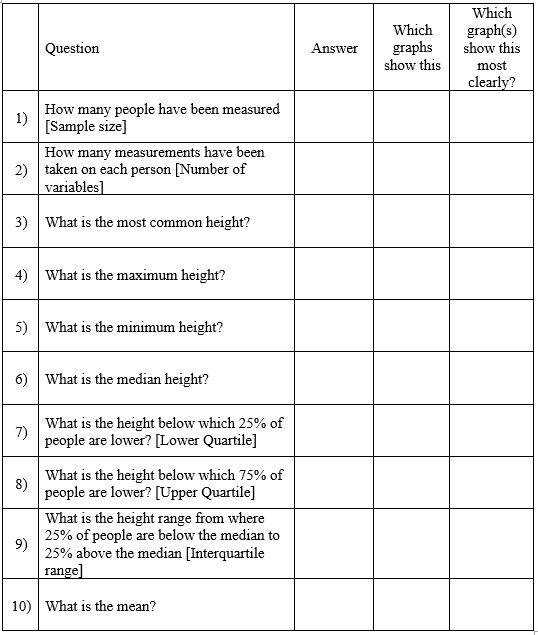 Question
Answer
Which
graphs
show this
Which
graph(s)
show this
most
clearly?
1)
How many people have been measured
[Sample size]
2)
How many measurements have been
taken on each person [Number of
variables]
3)
What is the most common height?
4)
What is the maximum height?
5)
What is the minimum height?
6)
What is the median height?
7)
What is the height below which 25% of
people are lower? [Lower Quartile]
8)
What is the height below which 75% of
people are lower? [Upper Quartile]
9)
What is the height range from where
25% of people are below the median to
25% above the median [Interquartile
range]
10)
What is the mean?